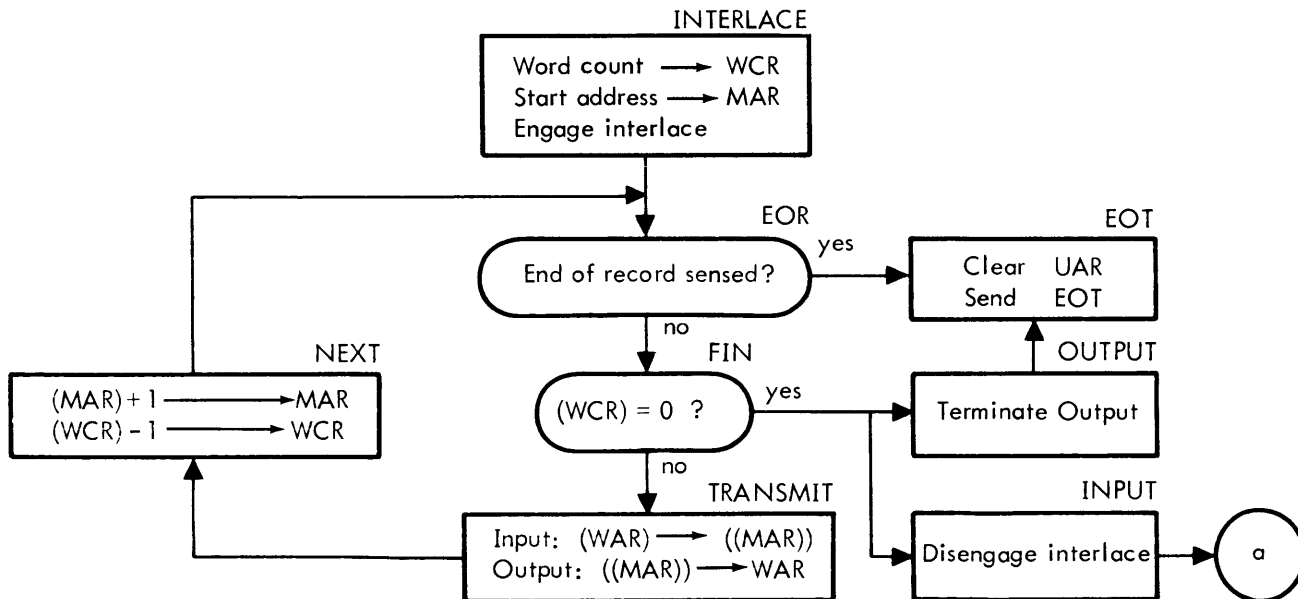 INTERLACE
Word count → WCR
Start address → MAR
Engage interlace
EOR
End of record sensed?
yes
no
EOT
Clear UAR
Send EOT
NEXT
(MAR) + 1 → MAR
(WCR) – 1 → WCR
FIN
(WCR) = 0 ?
yes
no
OUTPUT
Terminate Output
TRANSMIT
Input: (WAR) → ((MAR))
Output: ((MAR)) → WAR
INPUT
Disengage interlace
a